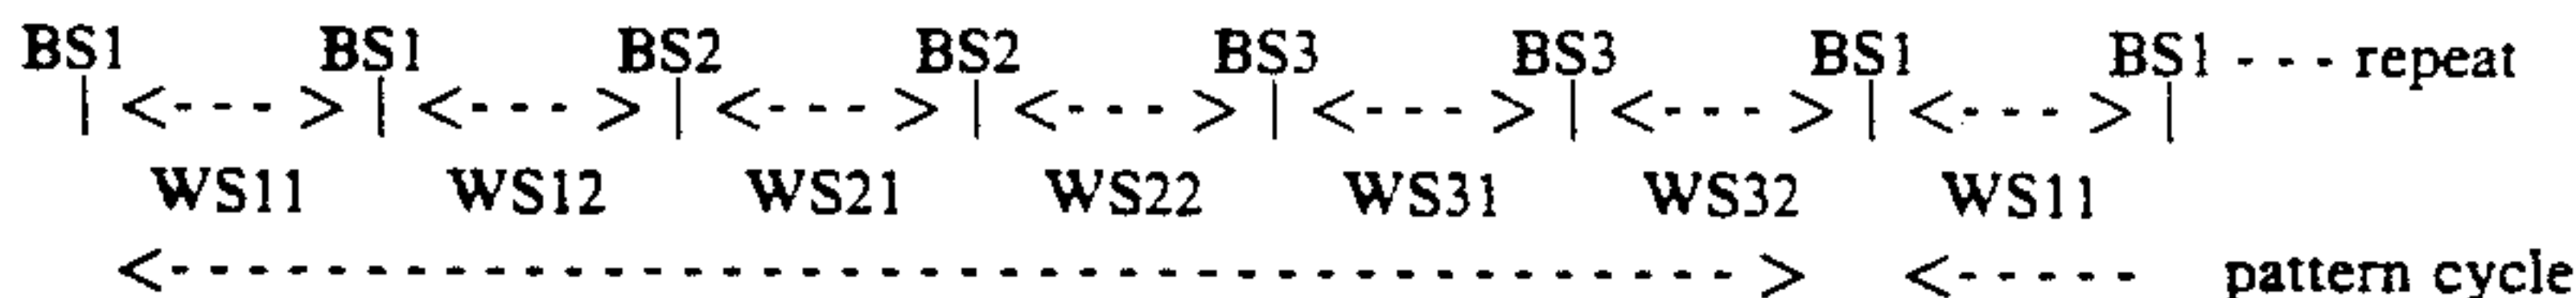 BS1 BS1 BS2 BS2 BS3 BS3 BS1 BS1 - - - repeat
| <- - - > | <- - - > | <- - - > | <- - - > | <- - - > | <- - - > | <- - - > |
WS11 WS12 WS21 WS22 WS31 WS32 WS11
<- - - - - - - - - - - - - - - - - - - - - - - - - - - - - - - - - - - - - - - - - > <- - - - - pattern cycle